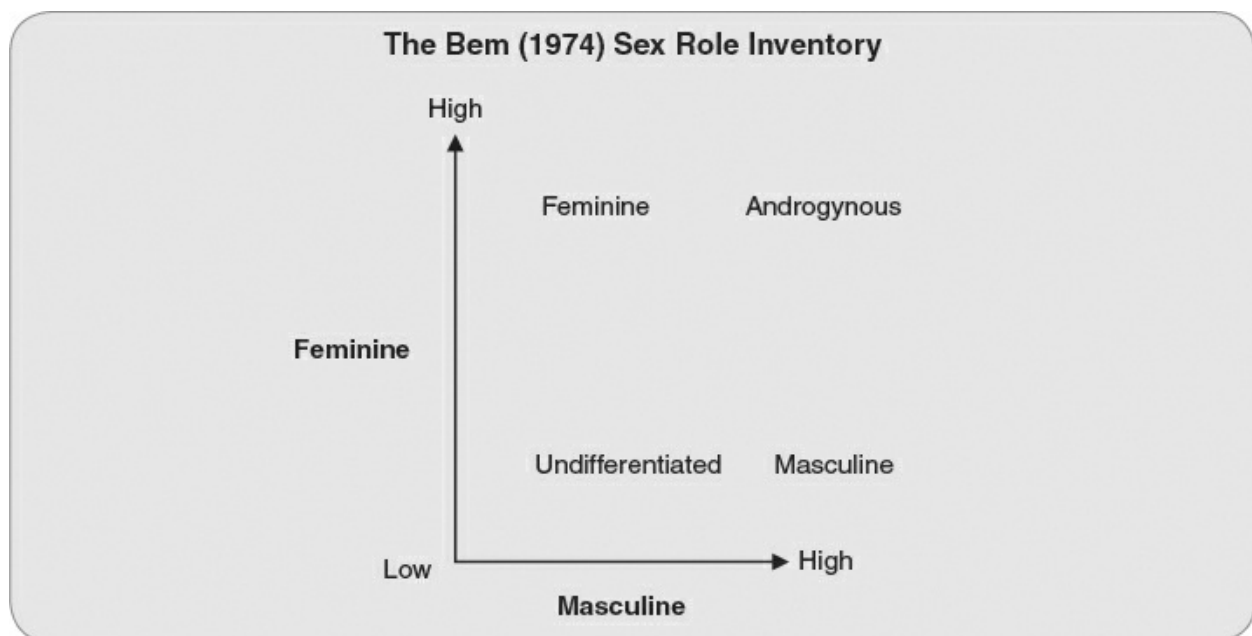 The Bem (1974) Sex Role Inventory
High
Feminine Androgynous
Feminine
Undifferentiated Masculine
Low High
Masculine